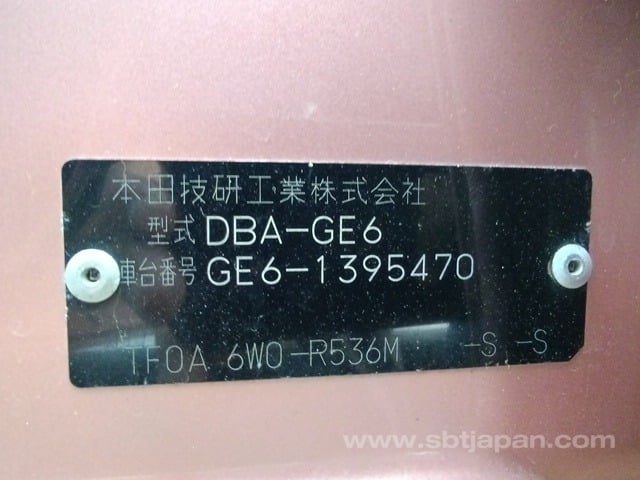 本田技研工業株式会社
型式 DBA-GE6
車台番号 GE6-1395470
TF0A 6W0-R536M -S -S
www.sbtjapan.com